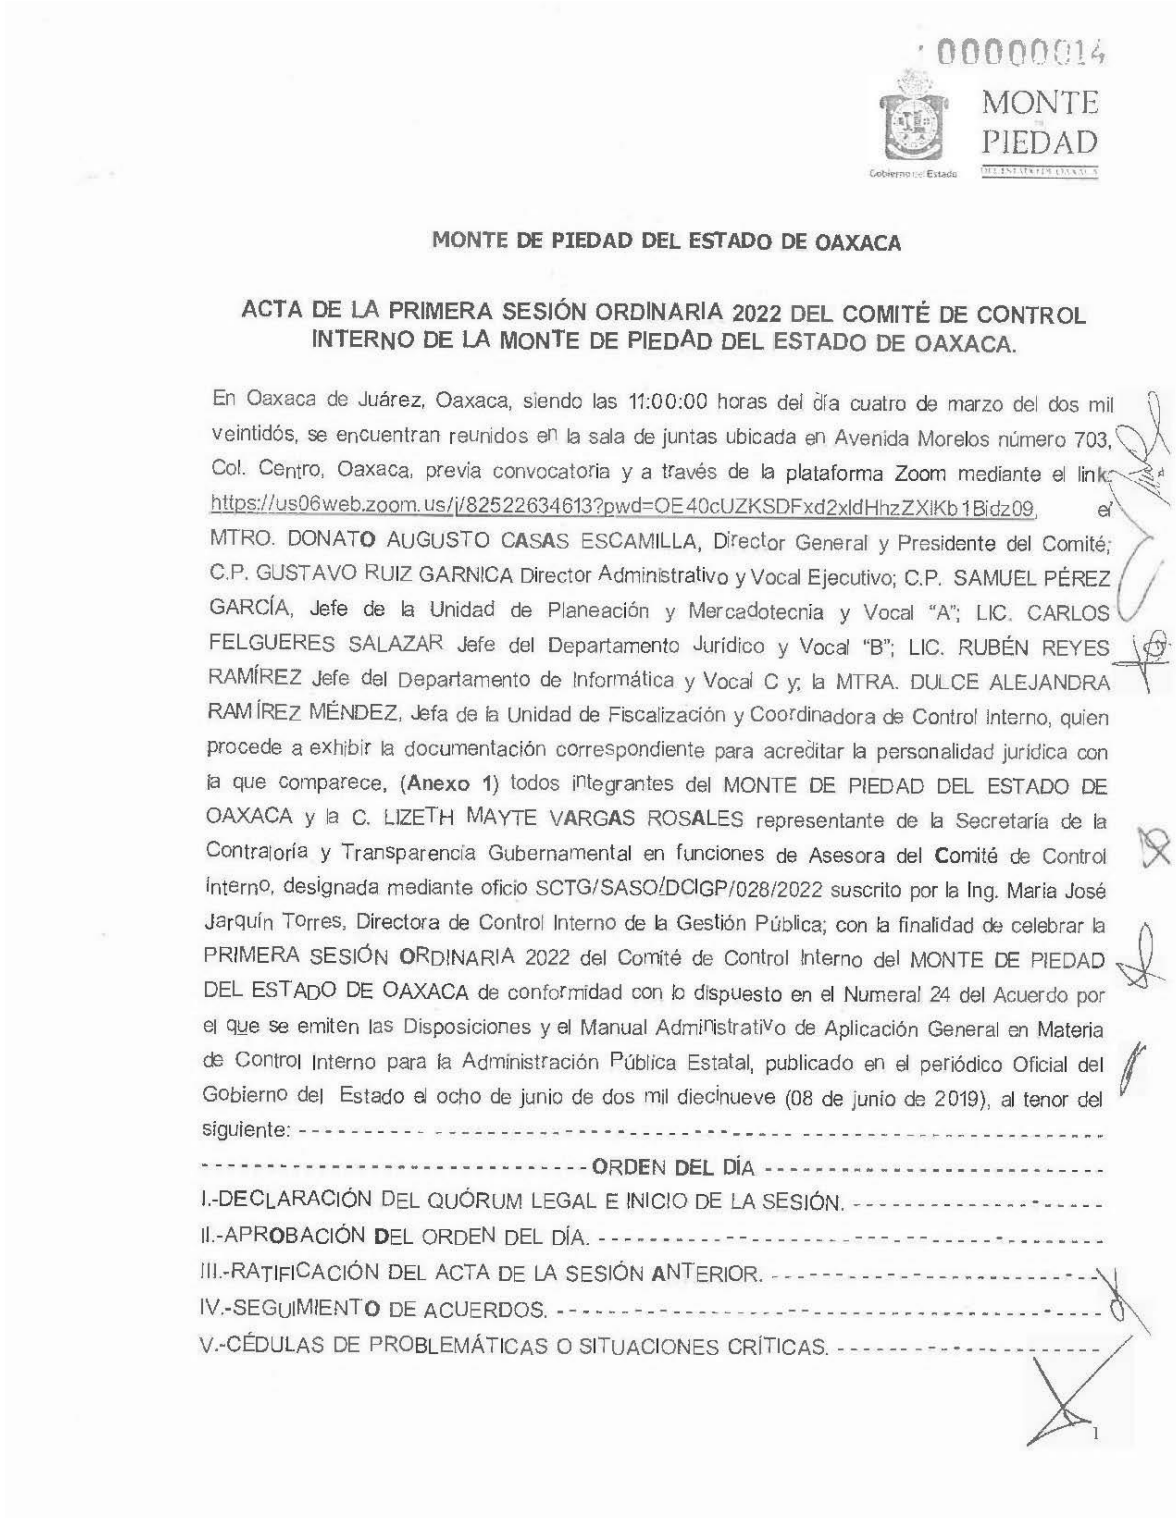 00000014
MONTE
PIEDAD
Gobierno del Estado
DEL ESTADO DE OAXACA
MONTE DE PIEDAD DEL ESTADO DE OAXACA
ACTA DE LA PRIMERA SESIÓN ORDINARIA 2022 DEL COMITÉ DE CONTROL
INTERNO DE LA MONTE DE PIEDAD DEL ESTADO DE OAXACA.
En Oaxaca de Juárez, Oaxaca, siendo las 11:00:00 horas del día cuatro de marzo del dos mil
veintidós, se encuentran reunidos en la sala de juntas ubicada en Avenida Morelos número 703,
Col. Centro, Oaxaca, previa convocatoria y a través de la plataforma Zoom mediante el link:
https://us06web.zoom.us/j/82522634613?pwd=OE40cUZKSDFxd2xldHhzZXlKb1Bidz09, el
MTRO. DONATO AUGUSTO CASAS ESCAMILLA, Director General y Presidente del Comité;
C.P. GUSTAVO RUIZ GARNICA Director Administrativo y Vocal Ejecutivo; C.P. SAMUEL PÉREZ
GARCÍA, Jefe de la Unidad de Planeación y Mercadotecnia y Vocal “A”; LIC. CARLOS
FELGUERES SALAZAR Jefe del Departamento Jurídico y Vocal “B”; LIC. RUBÉN REYES
RAMÍREZ Jefe del Departamento de Informática y Vocal C y; la MTRA. DULCE ALEJANDRA
RAMÍREZ MÉNDEZ, Jefa de la Unidad de Fiscalización y Coordinadora de Control Interno, quien
procede a exhibir la documentación correspondiente para acreditar la personalidad jurídica con
la que comparece, (Anexo 1) todos integrantes del MONTE DE PIEDAD DEL ESTADO DE
OAXACA y la C. LIZETH MAYTE VARGAS ROSALES representante de la Secretaría de la
Contraloría y Transparencia Gubernamental en funciones de Asesora del Comité de Control
Interno, designada mediante oficio SCTG/SASO/DCIGP/028/2022 suscrito por la Ing. María José
Jarquín Torres, Directora de Control Interno de la Gestión Pública; con la finalidad de celebrar la
PRIMERA SESIÓN ORDINARIA 2022 del Comité de Control Interno del MONTE DE PIEDAD
DEL ESTADO DE OAXACA de conformidad con lo dispuesto en el Numeral 24 del Acuerdo por
el que se emiten las Disposiciones y el Manual Administrativo de Aplicación General en Materia
de Control Interno para la Administración Pública Estatal, publicado en el periódico Oficial del
Gobierno del Estado el ocho de junio de dos mil diecinueve (08 de junio de 2019), al tenor del
siguiente: - - - - - - - - - - - - - - - - - - - - - - - - - - - - - - - - - - - - - - - - - - - - - - - - - - - - - - - - - - -
- - - - - - - - - - - - - - - - - - - - - - - - - - - - - ORDEN DEL DÍA - - - - - - - - - - - - - - - - - - - - - - - - - -
I.-DECLARACIÓN DEL QUÓRUM LEGAL E INICIO DE LA SESIÓN. - - - - - - - - - - - - - - - - - - -
II.-APROBACIÓN DEL ORDEN DEL DÍA. - - - - - - - - - - - - - - - - - - - - - - - - - - - - - - - - - - - - - - - -
III.-RATIFICACIÓN DEL ACTA DE LA SESIÓN ANTERIOR. - - - - - - - - - - - - - - - - - - - - - - - - - -
IV.-SEGUIMIENTO DE ACUERDOS. - - - - - - - - - - - - - - - - - - - - - - - - - - - - - - - - - - - - - - - - - -
V.-CÉDULAS DE PROBLEMÁTICAS O SITUACIONES CRÍTICAS. - - - - - - - - - - - - - - - - - - - -
1